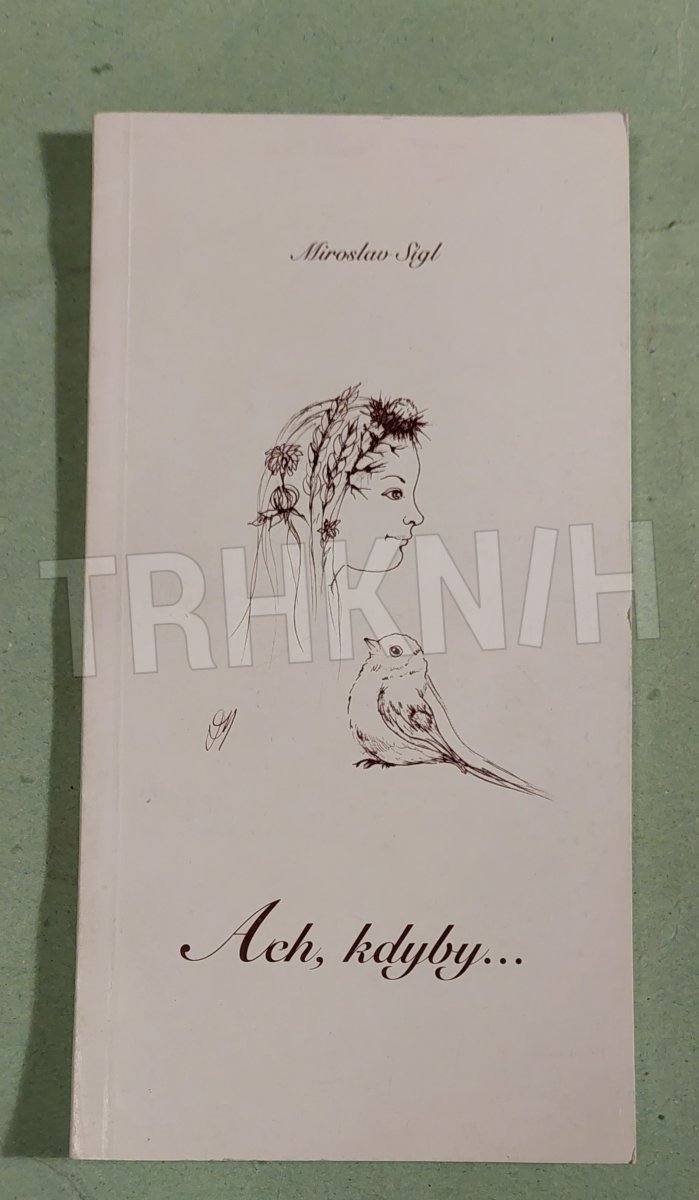 Miroslav Sigl
TRHKNIH
Ach, kdyby...